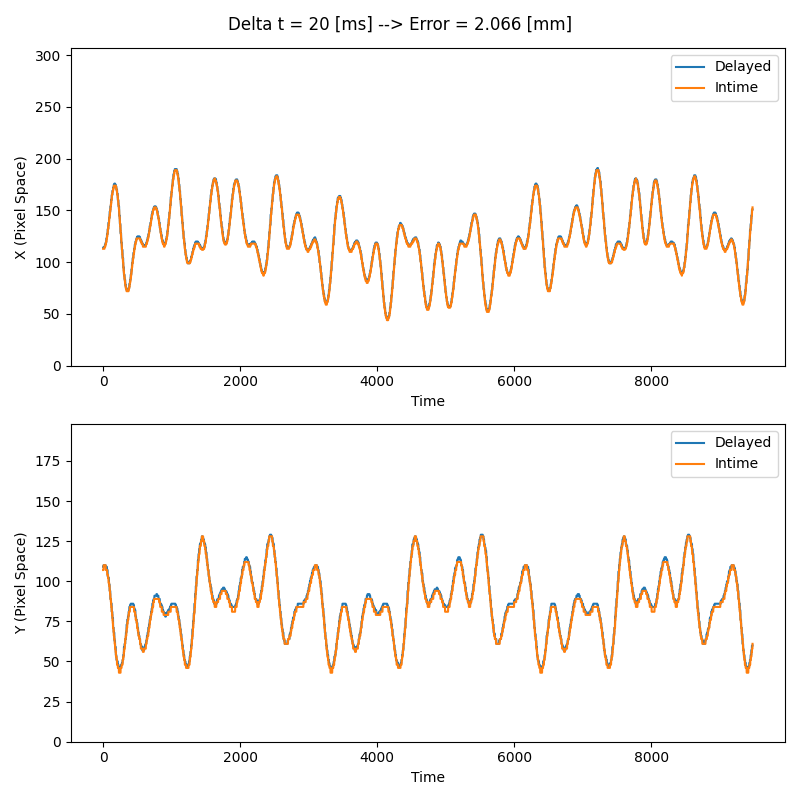 Delta t = 20 [ms] --> Error = 2.066 [mm]
300
250
200
150
100
50
0
X (Pixel Space)
Delayed
Intime
0 2000 4000 6000 8000
Time
175
150
125
100
75
50
25
0
Y (Pixel Space)
Delayed
Intime
0 2000 4000 6000 8000
Time